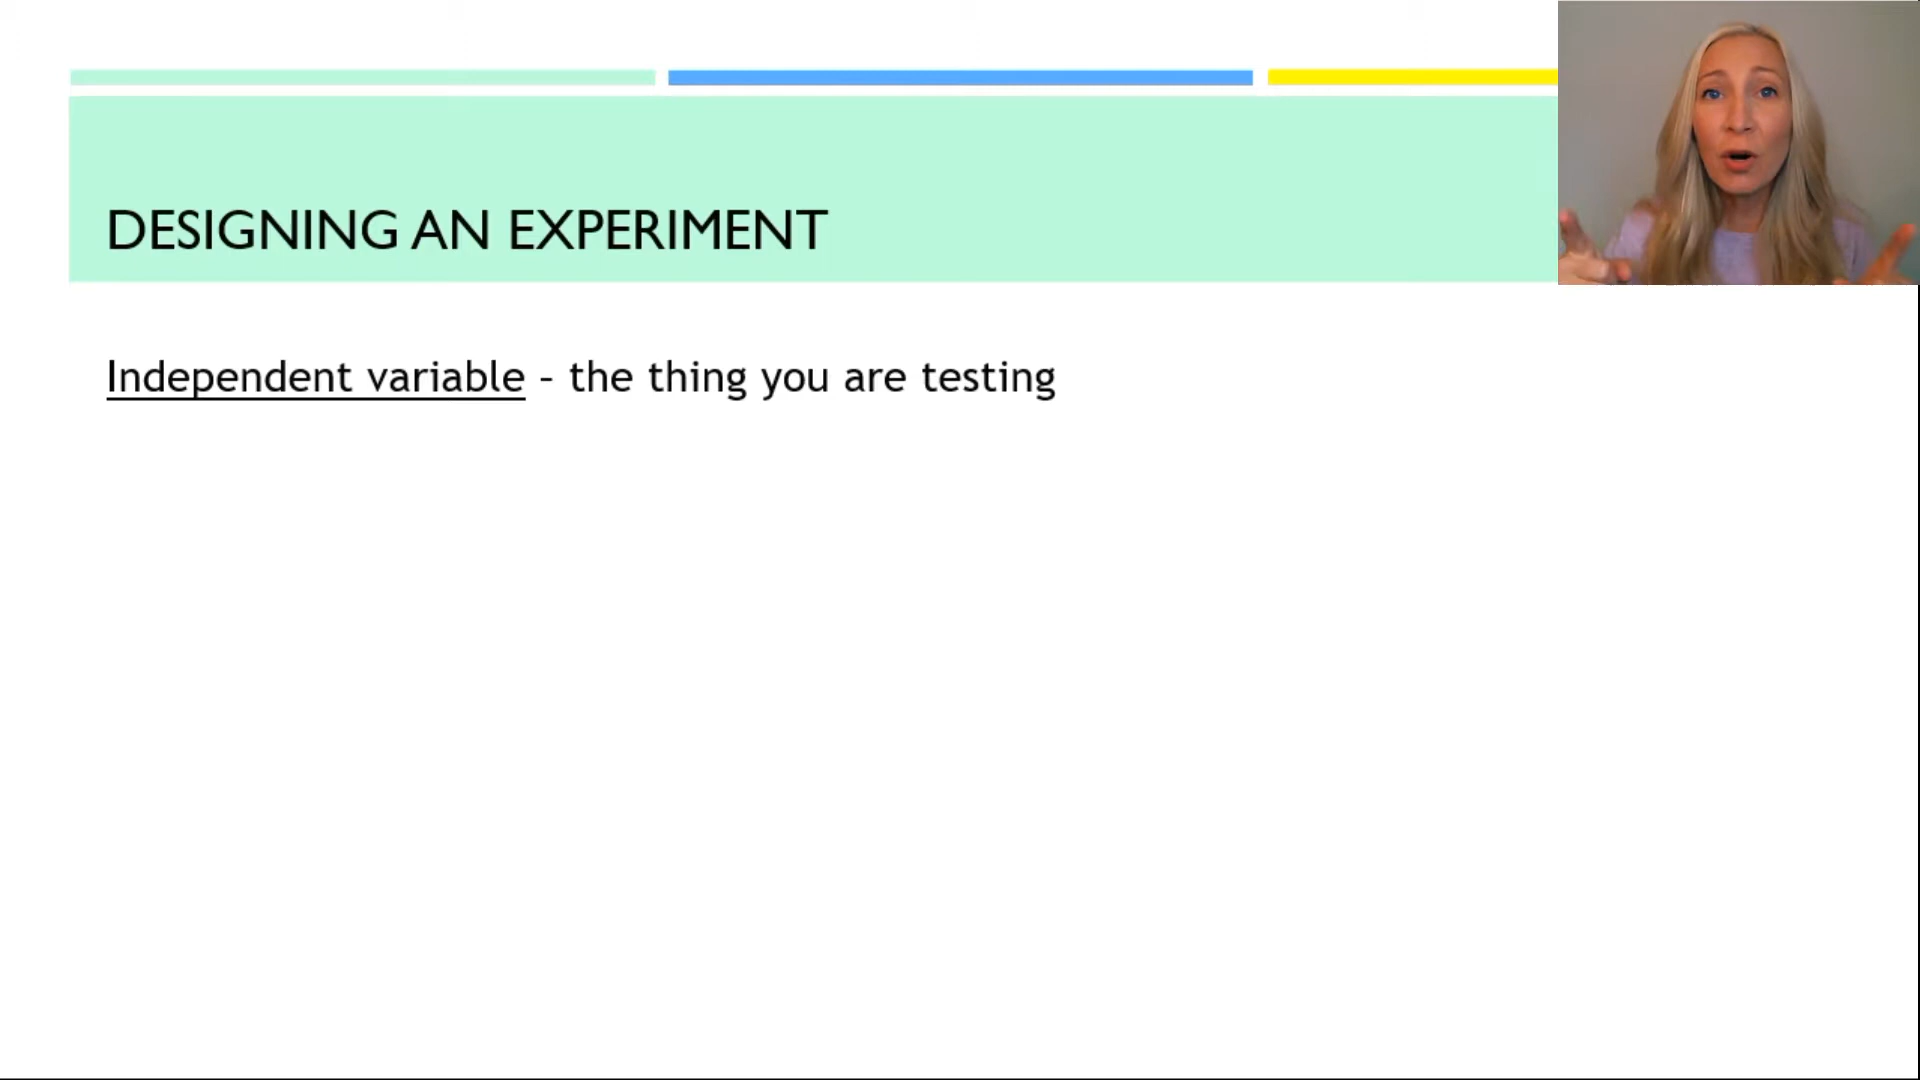 DESIGNING AN EXPERIMENT
Independent variable – the thing you are testing